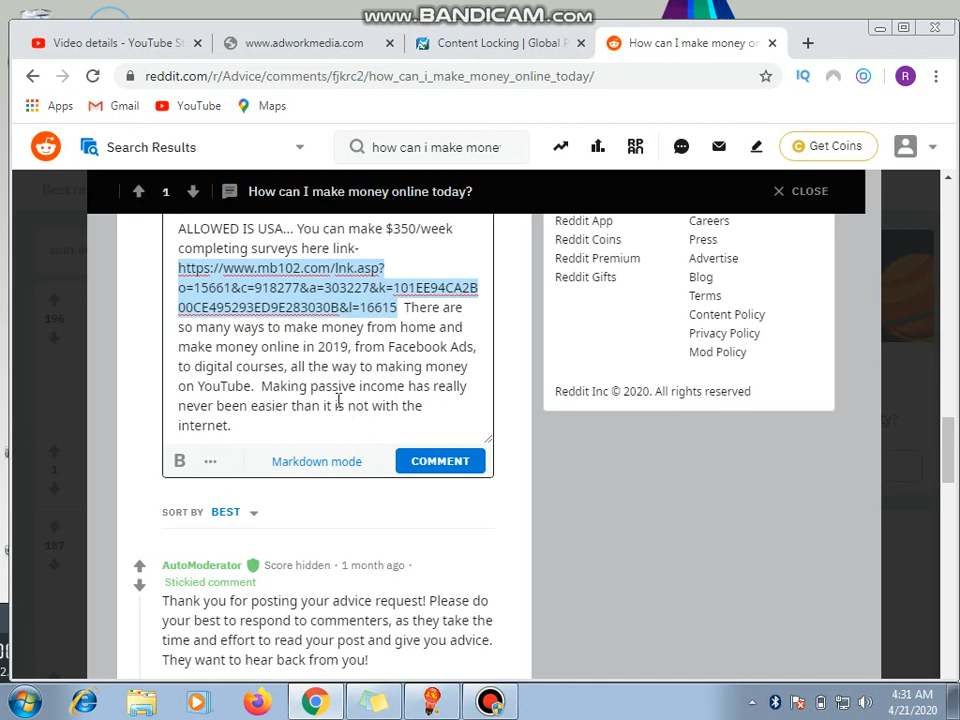 www.BANDICAM.com
Video details - YouTube St
www.adworkmedia.com
Content Locking | Global P
How can I make money or
reddit.com/r/Advice/comments/fjkrc2/how_can_i_make_money_online_today/
IQ
R
Apps
Gmail
YouTube
Maps
Search Results
how can i make mone
Get Coins
1
How can I make money online today?
CLOSE
ALLOWED IS USA... You can make $350/week
completing surveys here link-
https://www.mb102.com/lnk.asp?
o=15661&c=918277&a=303227&k=101EE94CA2B
00CE495293ED9E283030B&l=16615 There are
so many ways to make money from home and
make money online in 2019, from Facebook Ads,
to digital courses, all the way to making money
on YouTube. Making passive income has really
never been easier than it is not with the
internet.
B
Markdown mode
COMMENT
SORT BY BEST
AutoModerator Score hidden · 1 month ago ·
Stickied comment
Thank you for posting your advice request! Please do
your best to respond to commenters, as they take the
time and effort to read your post and give you advice.
They want to hear back from you!
Reddit App
Reddit Coins
Reddit Premium
Reddit Gifts
Careers
Press
Advertise
Blog
Terms
Content Policy
Privacy Policy
Mod Policy
Reddit Inc © 2020. All rights reserved
196
1
187
4:31 AM
4/21/2020